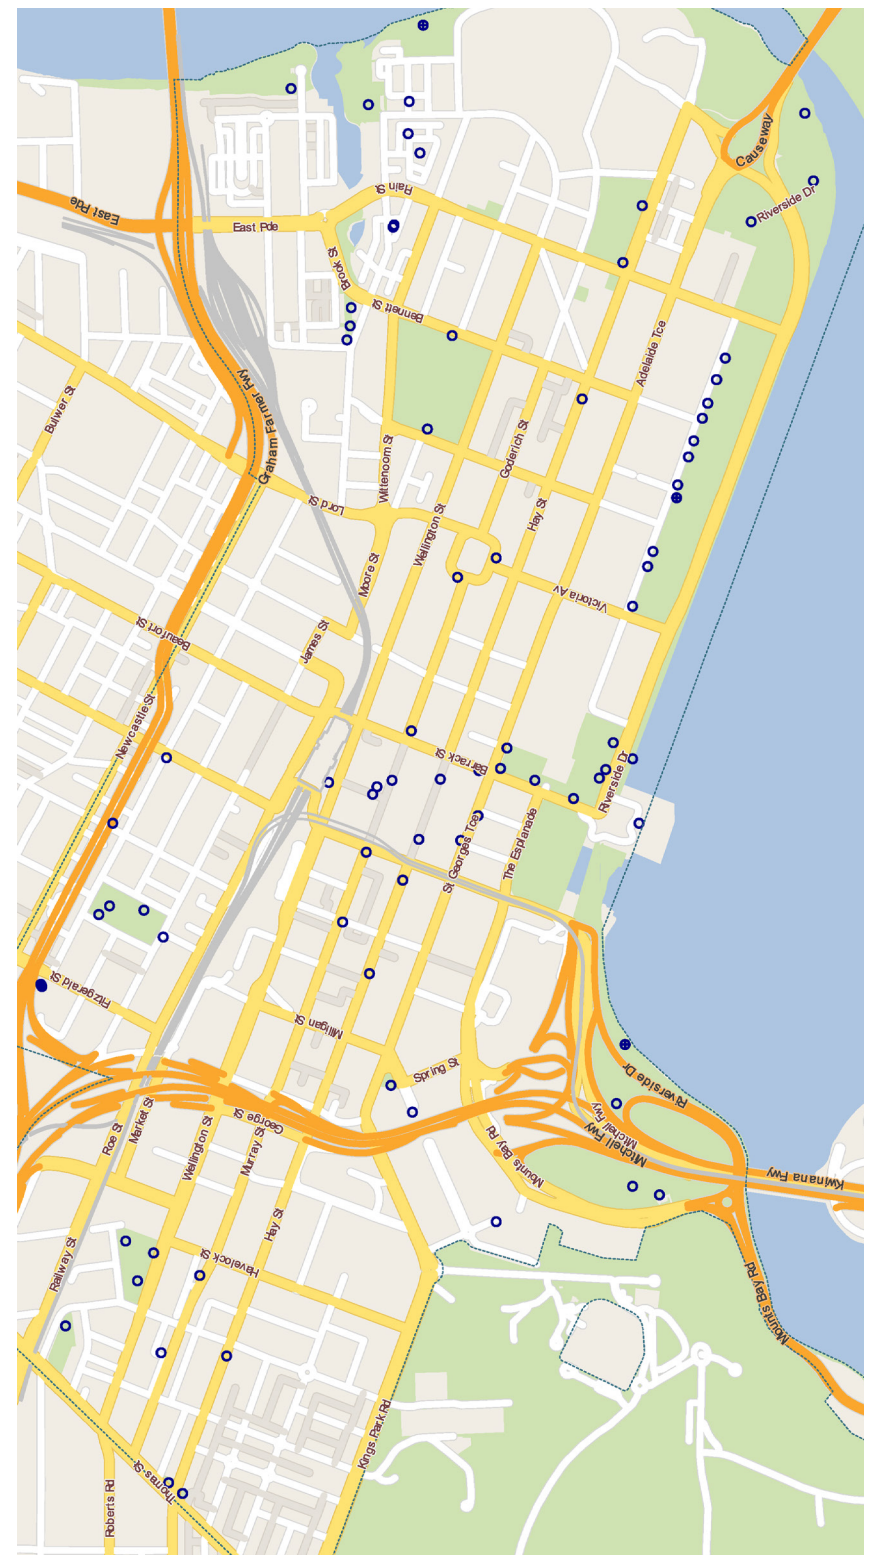 Causeway
Plain St
Riverside Dr
East Pde
East Pde
Brook St
Bennett St
Adelaide Tce
Graham Farmer Fwy
Bulwer St
Goderich St
Wittenoom St
Lord St
Wellington St
Hay St
Moore St
Victoria Av
Beaufort St
James St
Newcastle St
Barrack St
Riverside Dr
St Georges Tce
The Esplanade
Fitzgerald St
Milligan St
Spring St
Riverside Dr
Market St
Roe St
George St
Mitchell Fwy
Mitchell Fwy
Wellington St
Murray St
Mounts Bay Rd
Kwinana Fwy
Hay St
Railway St
Havelock St
Mounts Bay Rd
Kings Park Rd
Thomas St
Roberts Rd